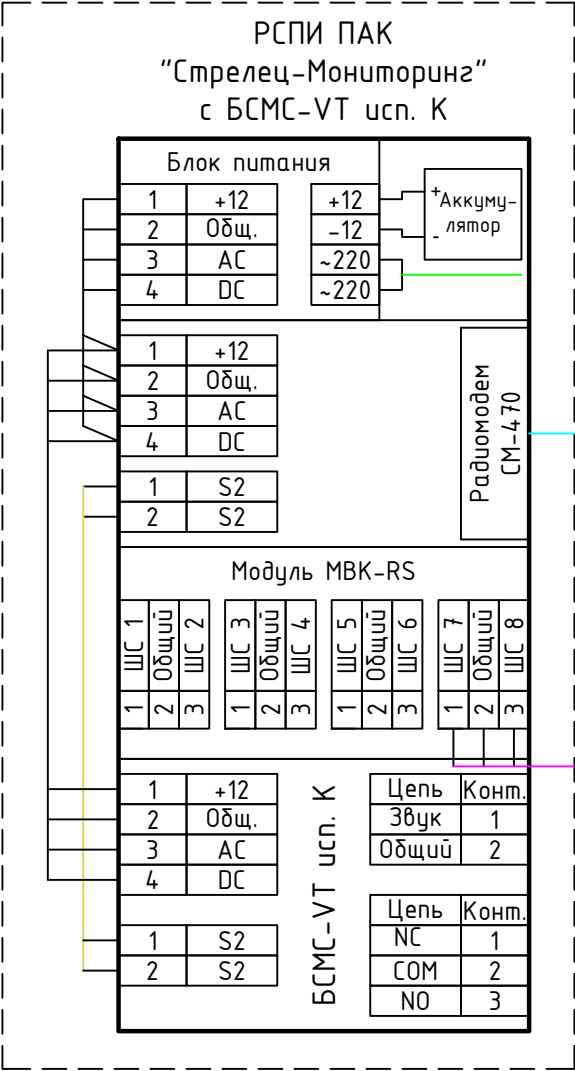 РСПИ ПАК
"Стрелец-Мониторинг"
с БСМС-VT исп. К
Блок питания
1 +12
2 Общ.
3 AC
4 DC
+12
-12
~220
~220
+ Аккуму-
- лятор
1 +12
2 Общ.
3 AC
4 DC
1 S2
2 S2
Радиомодем
СМ-470
Модуль МВК-RS
1 ШС 1
2 Общий
3 ШС 2
1 ШС 3
2 Общий
3 ШС 4
1 ШС 5
2 Общий
3 ШС 6
1 ШС 7
2 Общий
3 ШС 8
1 +12
2 Общ.
3 AC
4 DC
1 S2
2 S2
БСМС-VT исп. К
Цепь Конт.
Звук 1
Общий 2
Цепь Конт.
NC 1
COM 2
NO 3